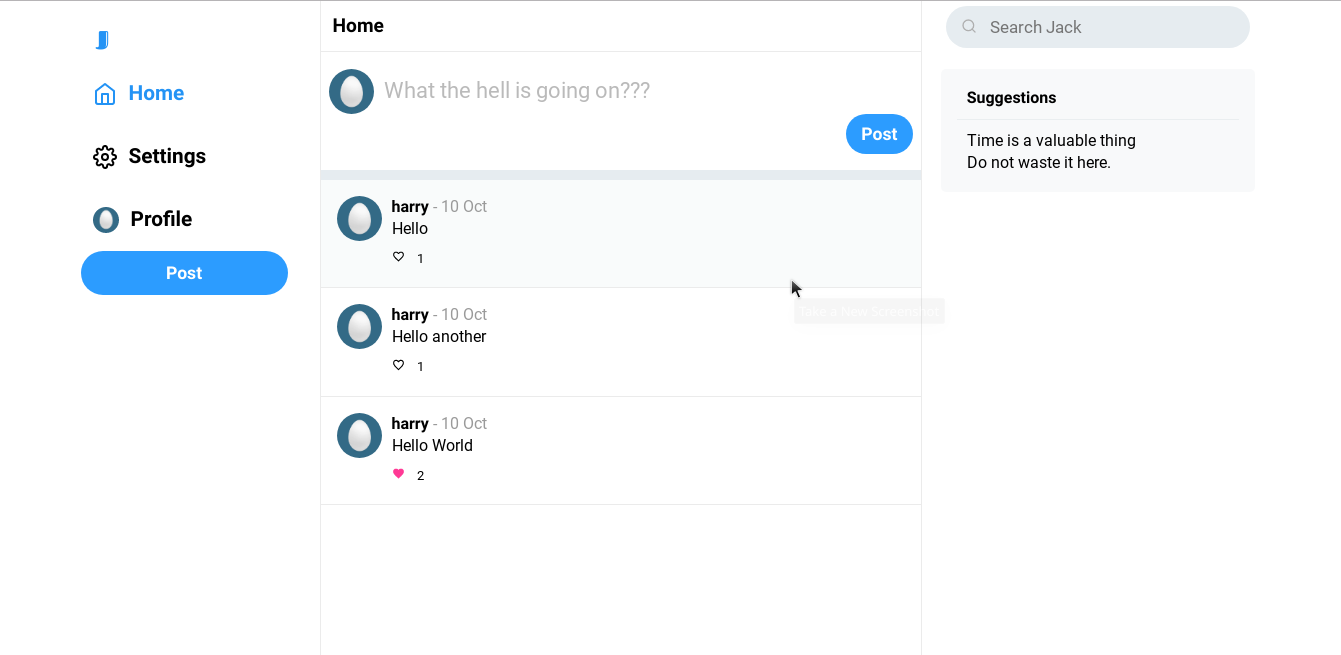 J
Home
Settings
Profile
Post
Home
What the hell is going on???
Post
harry - 10 Oct
Hello
1
harry - 10 Oct
Hello another
1
harry - 10 Oct
Hello World
2
Take a New Screenshot
Search Jack
Suggestions
Time is a valuable thing
Do not waste it here.